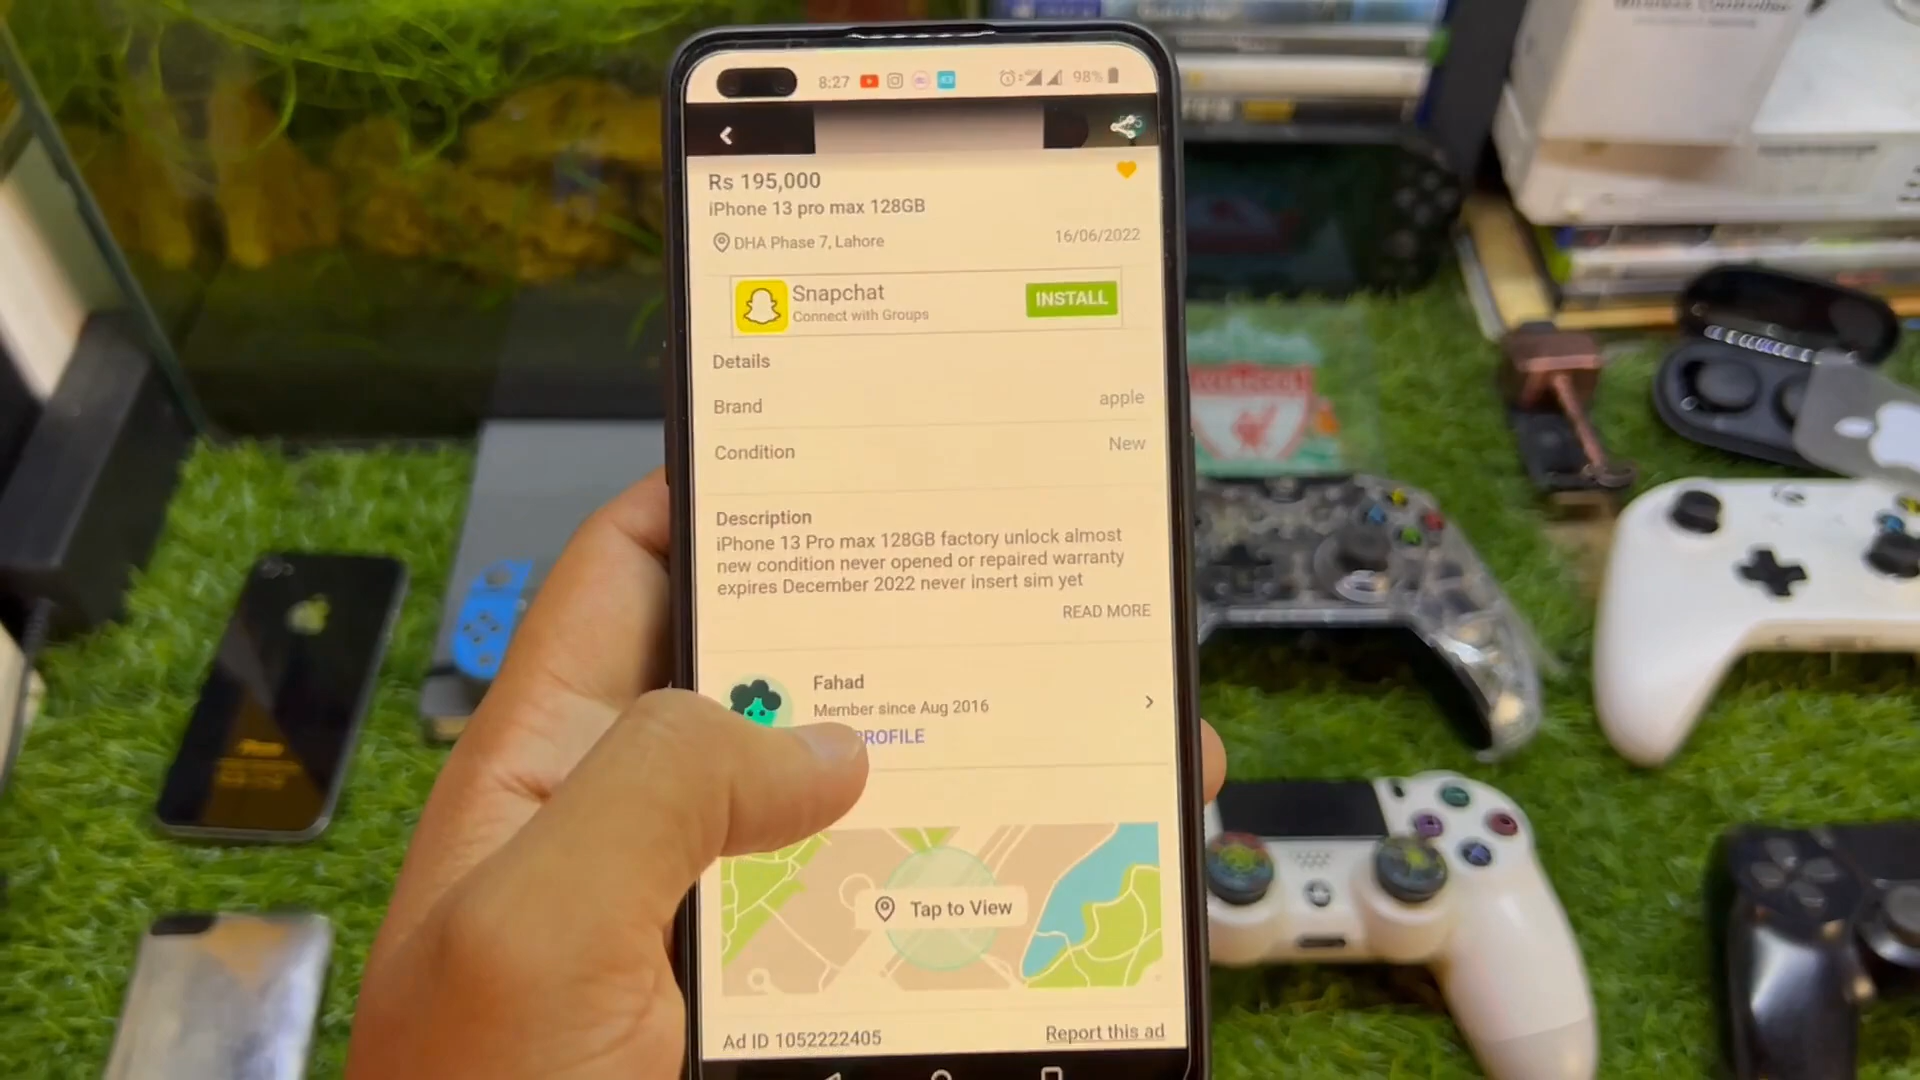 Wireless Controller
8:27
98%
Rs 195,000
iPhone 13 pro max 128GB
DHA Phase 7, Lahore
16/06/2022
Snapchat
Connect with Groups
INSTALL
Details
Brand
apple
Condition
New
Description
iPhone 13 Pro max 128GB factory unlock almost
new condition never opened or repaired warranty
expires December 2022 never insert sim yet
READ MORE
Fahad
Member since Aug 2016
Tap to View
Ad ID 1052222405
Report this ad